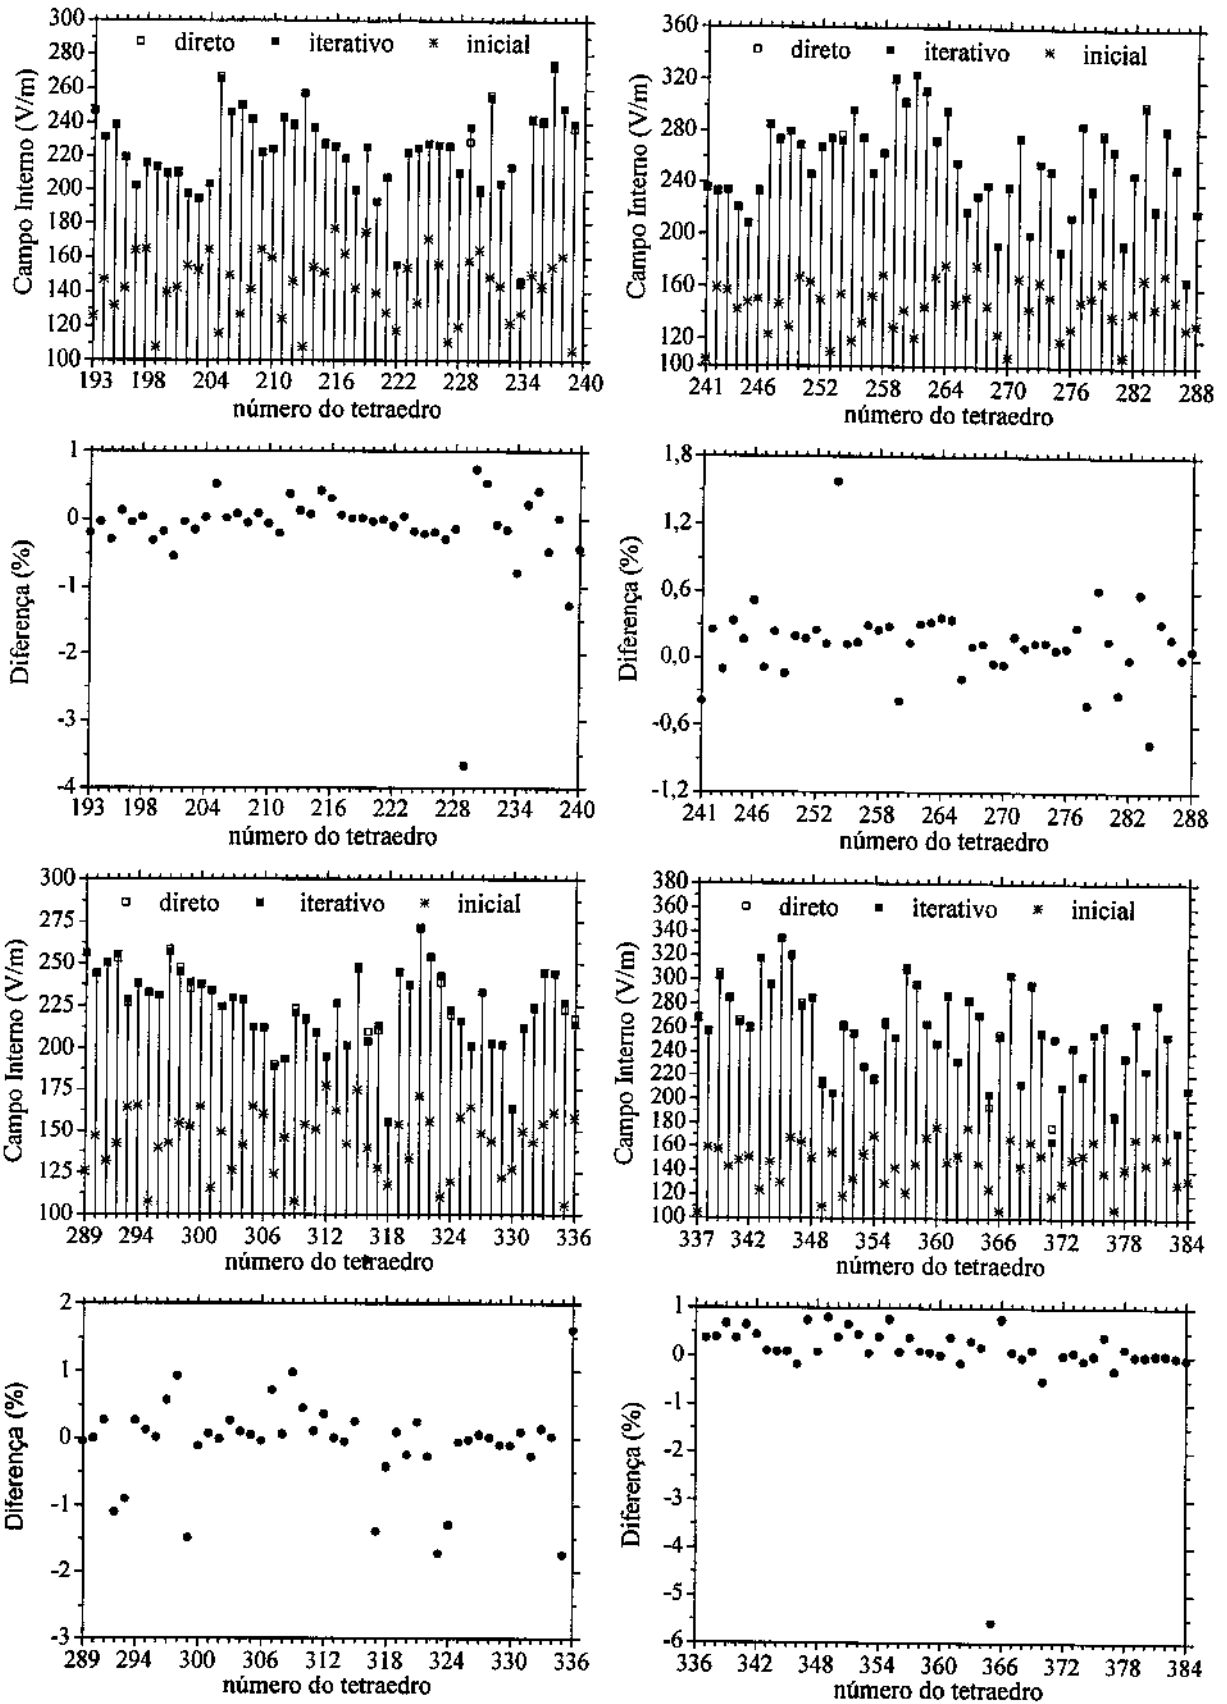 300
280
260
240
220
200
180
160
140
120
100
Campo Interno (V/m)
direto iterativo inicial
193 198 204 210 216 222 228 234 240
número do tetraedro
360
320
280
240
200
160
120
100
Campo Interno (V/m)
direto iterativo inicial
241 246 252 258 264 270 276 282 288
número do tetraedro
1
0
-1
-2
-3
-4
Diferença (%)
193 198 204 210 216 222 228 234 240
número do tetraedro
1,8
1,2
0,6
0,0
-0,6
-1,2
Diferença (%)
241 246 252 258 264 270 276 282 288
número do tetraedro
300
275
250
225
200
175
150
125
100
Campo Interno (V/m)
direto iterativo inicial
289 294 300 306 312 318 324 330 336
número do tetraedro
380
360
340
320
300
280
260
240
220
200
180
160
140
120
100
Campo Interno (V/m)
direto iterativo inicial
337 342 348 354 360 366 372 378 384
número do tetraedro
2
1
0
-1
-2
-3
Diferença (%)
289 294 300 306 312 318 324 330 336
número do tetraedro
1
0
-1
-2
-3
-4
-5
-6
Diferença (%)
336 342 348 354 360 366 372 378 384
número do tetraedro